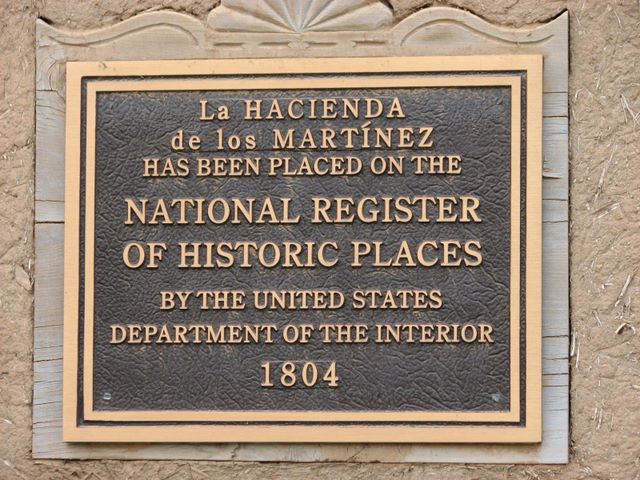 La HACIENDA
de los MARTÍNEZ
HAS BEEN PLACED ON THE
NATIONAL REGISTER
OF HISTORIC PLACES
BY THE UNITED STATES
DEPARTMENT OF THE INTERIOR
1804